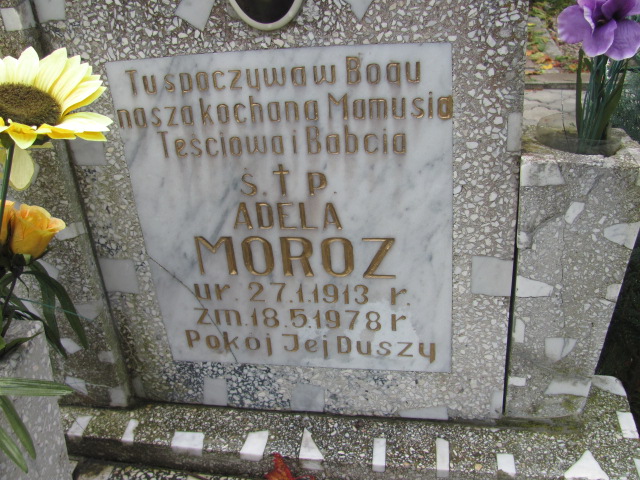 Tu spoczywa w Bogu
nasza kochana Mamusia
Teściowa i Babcia
Ś.†P.
ADELA
MOROZ
ur. 27.1.1913 r.
zm. 18.5.1978 r
Pokój Jej Duszy